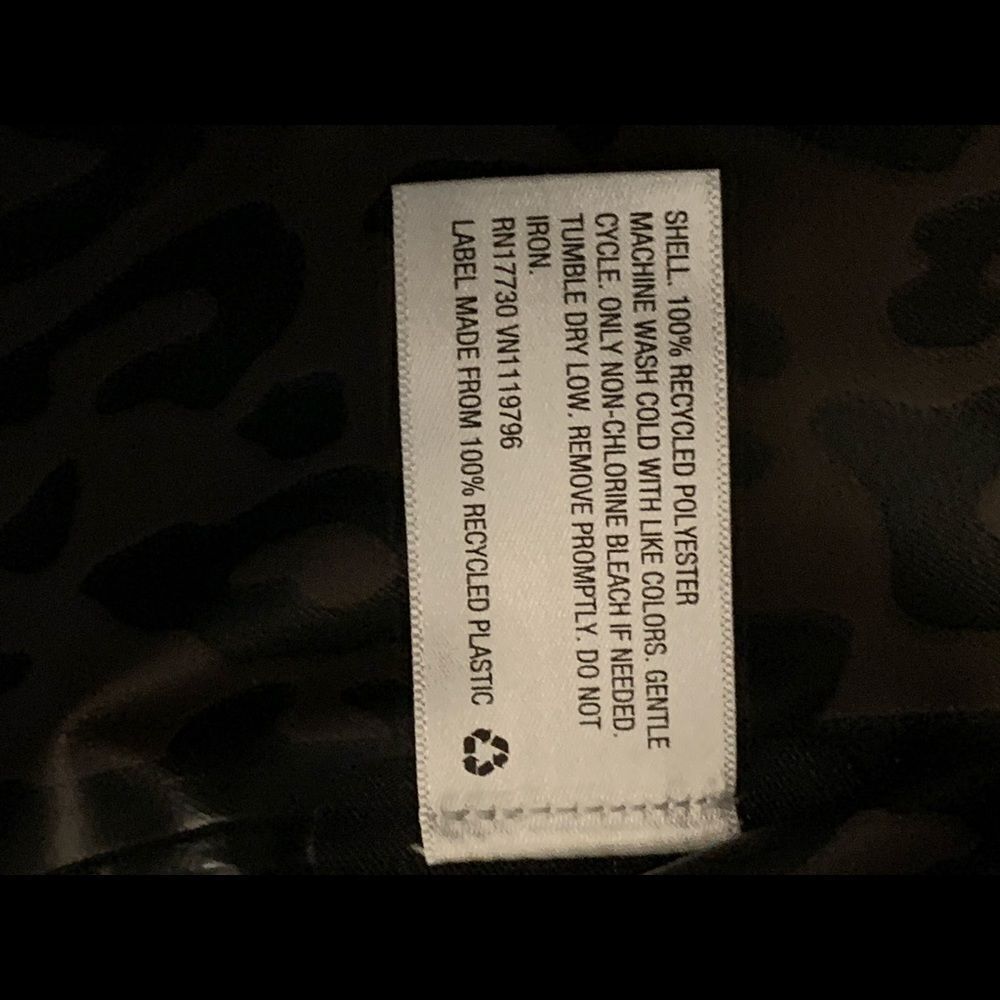 SHELL. 100% RECYCLED POLYESTER
MACHINE WASH COLD WITH LIKE COLORS. GENTLE
CYCLE. ONLY NON-CHLORINE BLEACH IF NEEDED.
TUMBLE DRY LOW. REMOVE PROMPTLY. DO NOT
IRON.
RN17730 VN1119796
LABEL MADE FROM 100% RECYCLED PLASTIC